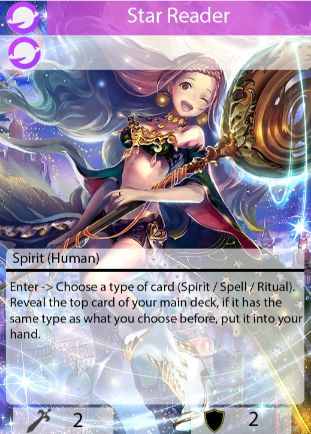 Star Reader
Spirit (Human)
Enter -> Choose a type of card (Spirit / Spell / Ritual).
Reveal the top card of your main deck, if it has the
same type as what you choose before, put it into your
hand.
2 2